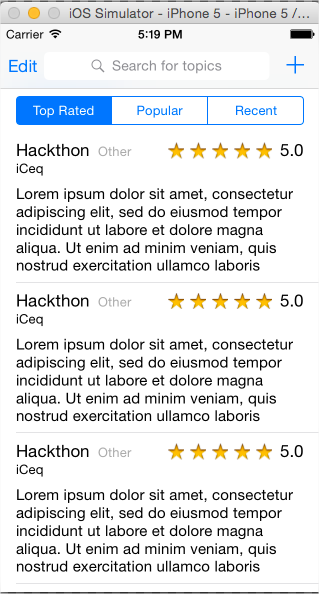 iOS Simulator - iPhone 5 - iPhone 5 /...
Carrier 5:19 PM
Edit Search for topics +
Top Rated Popular Recent
Hackthon Other 5.0
iCeq
Lorem ipsum dolor sit amet, consectetur
adipiscing elit, sed do eiusmod tempor
incididunt ut labore et dolore magna
aliqua. Ut enim ad minim veniam, quis
nostrud exercitation ullamco laboris
Hackthon Other 5.0
iCeq
Lorem ipsum dolor sit amet, consectetur
adipiscing elit, sed do eiusmod tempor
incididunt ut labore et dolore magna
aliqua. Ut enim ad minim veniam, quis
nostrud exercitation ullamco laboris
Hackthon Other 5.0
iCeq
Lorem ipsum dolor sit amet, consectetur
adipiscing elit, sed do eiusmod tempor
incididunt ut labore et dolore magna
aliqua. Ut enim ad minim veniam, quis
nostrud exercitation ullamco laboris